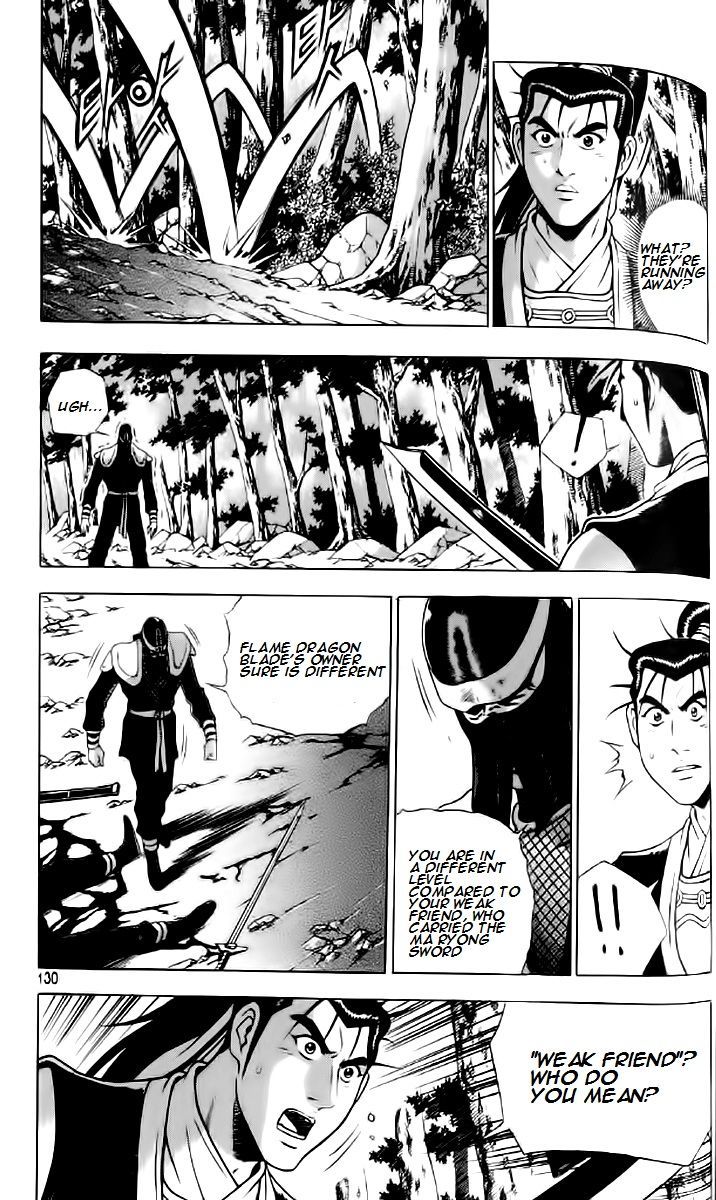 WHAT?
THEY'RE
RUNNING
AWAY?
UGH...
!
FLAME DRAGON
BLADE'S OWNER
SURE IS DIFFERENT
YOU ARE IN
A DIFFERENT
LEVEL
COMPARED TO
YOUR WEAK
FRIEND, WHO
CARRIED THE
MA RYONG
SWORD
!!
130
"WEAK FRIEND"?
WHO DO
YOU MEAN?